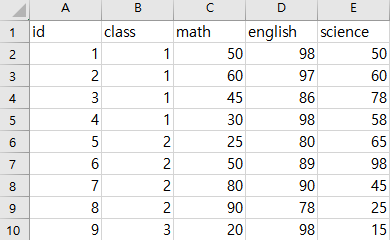 A B C D E
1 id class math english science
2 1 1 50 98 50
3 2 1 60 97 60
4 3 1 45 86 78
5 4 1 30 98 58
6 5 2 25 80 65
7 6 2 50 89 98
8 7 2 80 90 45
9 8 2 90 78 25
10 9 3 20 98 15